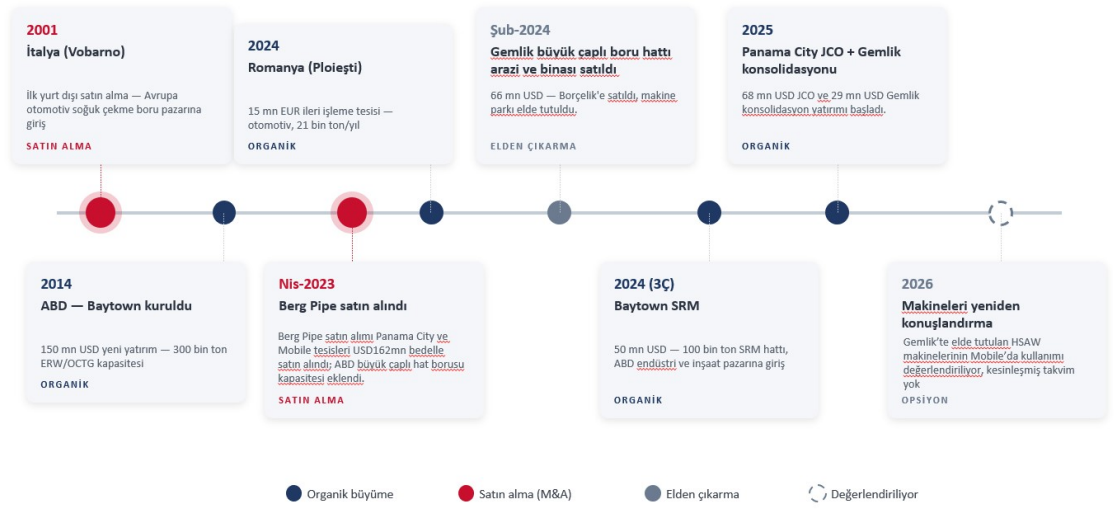 2001
İtalya (Vobarno)
İlk yurt dışı satın alma — Avrupa
otomotiv soğuk çekme boru pazarına
giriş
SATIN ALMA
2024
Romanya (Ploieşti)
15 mn EUR ileri işleme tesisi —
otomotiv, 21 bin ton/yıl
ORGANİK
Şub-2024
Gemlik büyük çaplı boru hattı
arazi ve binası satıldı
66 mn USD — Borçelik'e satıldı, makine
parkı elde tutuldu.
ELDEN ÇIKARMA
2025
Panama City JCO + Gemlik
konsolidasyonu
68 mn USD JCO ve 29 mn USD Gemlik
konsolidasyon yatırımı başladı.
ORGANİK
2014
ABD — Baytown kuruldu
150 mn USD yeni yatırım — 300 bin ton
ERW/OCTG kapasitesi
ORGANİK
Nis-2023
Berg Pipe satın alındı
Berg Pipe satın alımı Panama City ve
Mobile tesisleri USD162mn bedelle
satın alındı; ABD büyük çaplı hat borusu
kapasitesi eklendi.
SATIN ALMA
2024 (3Ç)
Baytown SRM
50 mn USD — 100 bin ton SRM hattı,
ABD endüstri ve inşaat pazarına giriş
ORGANİK
2026
Makineleri yeniden
konuşlandırma
Gemlik'te elde tutulan HSAW
makinelerinin Mobile'da kullanımı
değerlendiriliyor, kesinleşmiş takvim
yok
OPSİYON
Organik büyüme
Satın alma (M&A)
Elden çıkarma
Değerlendiriliyor